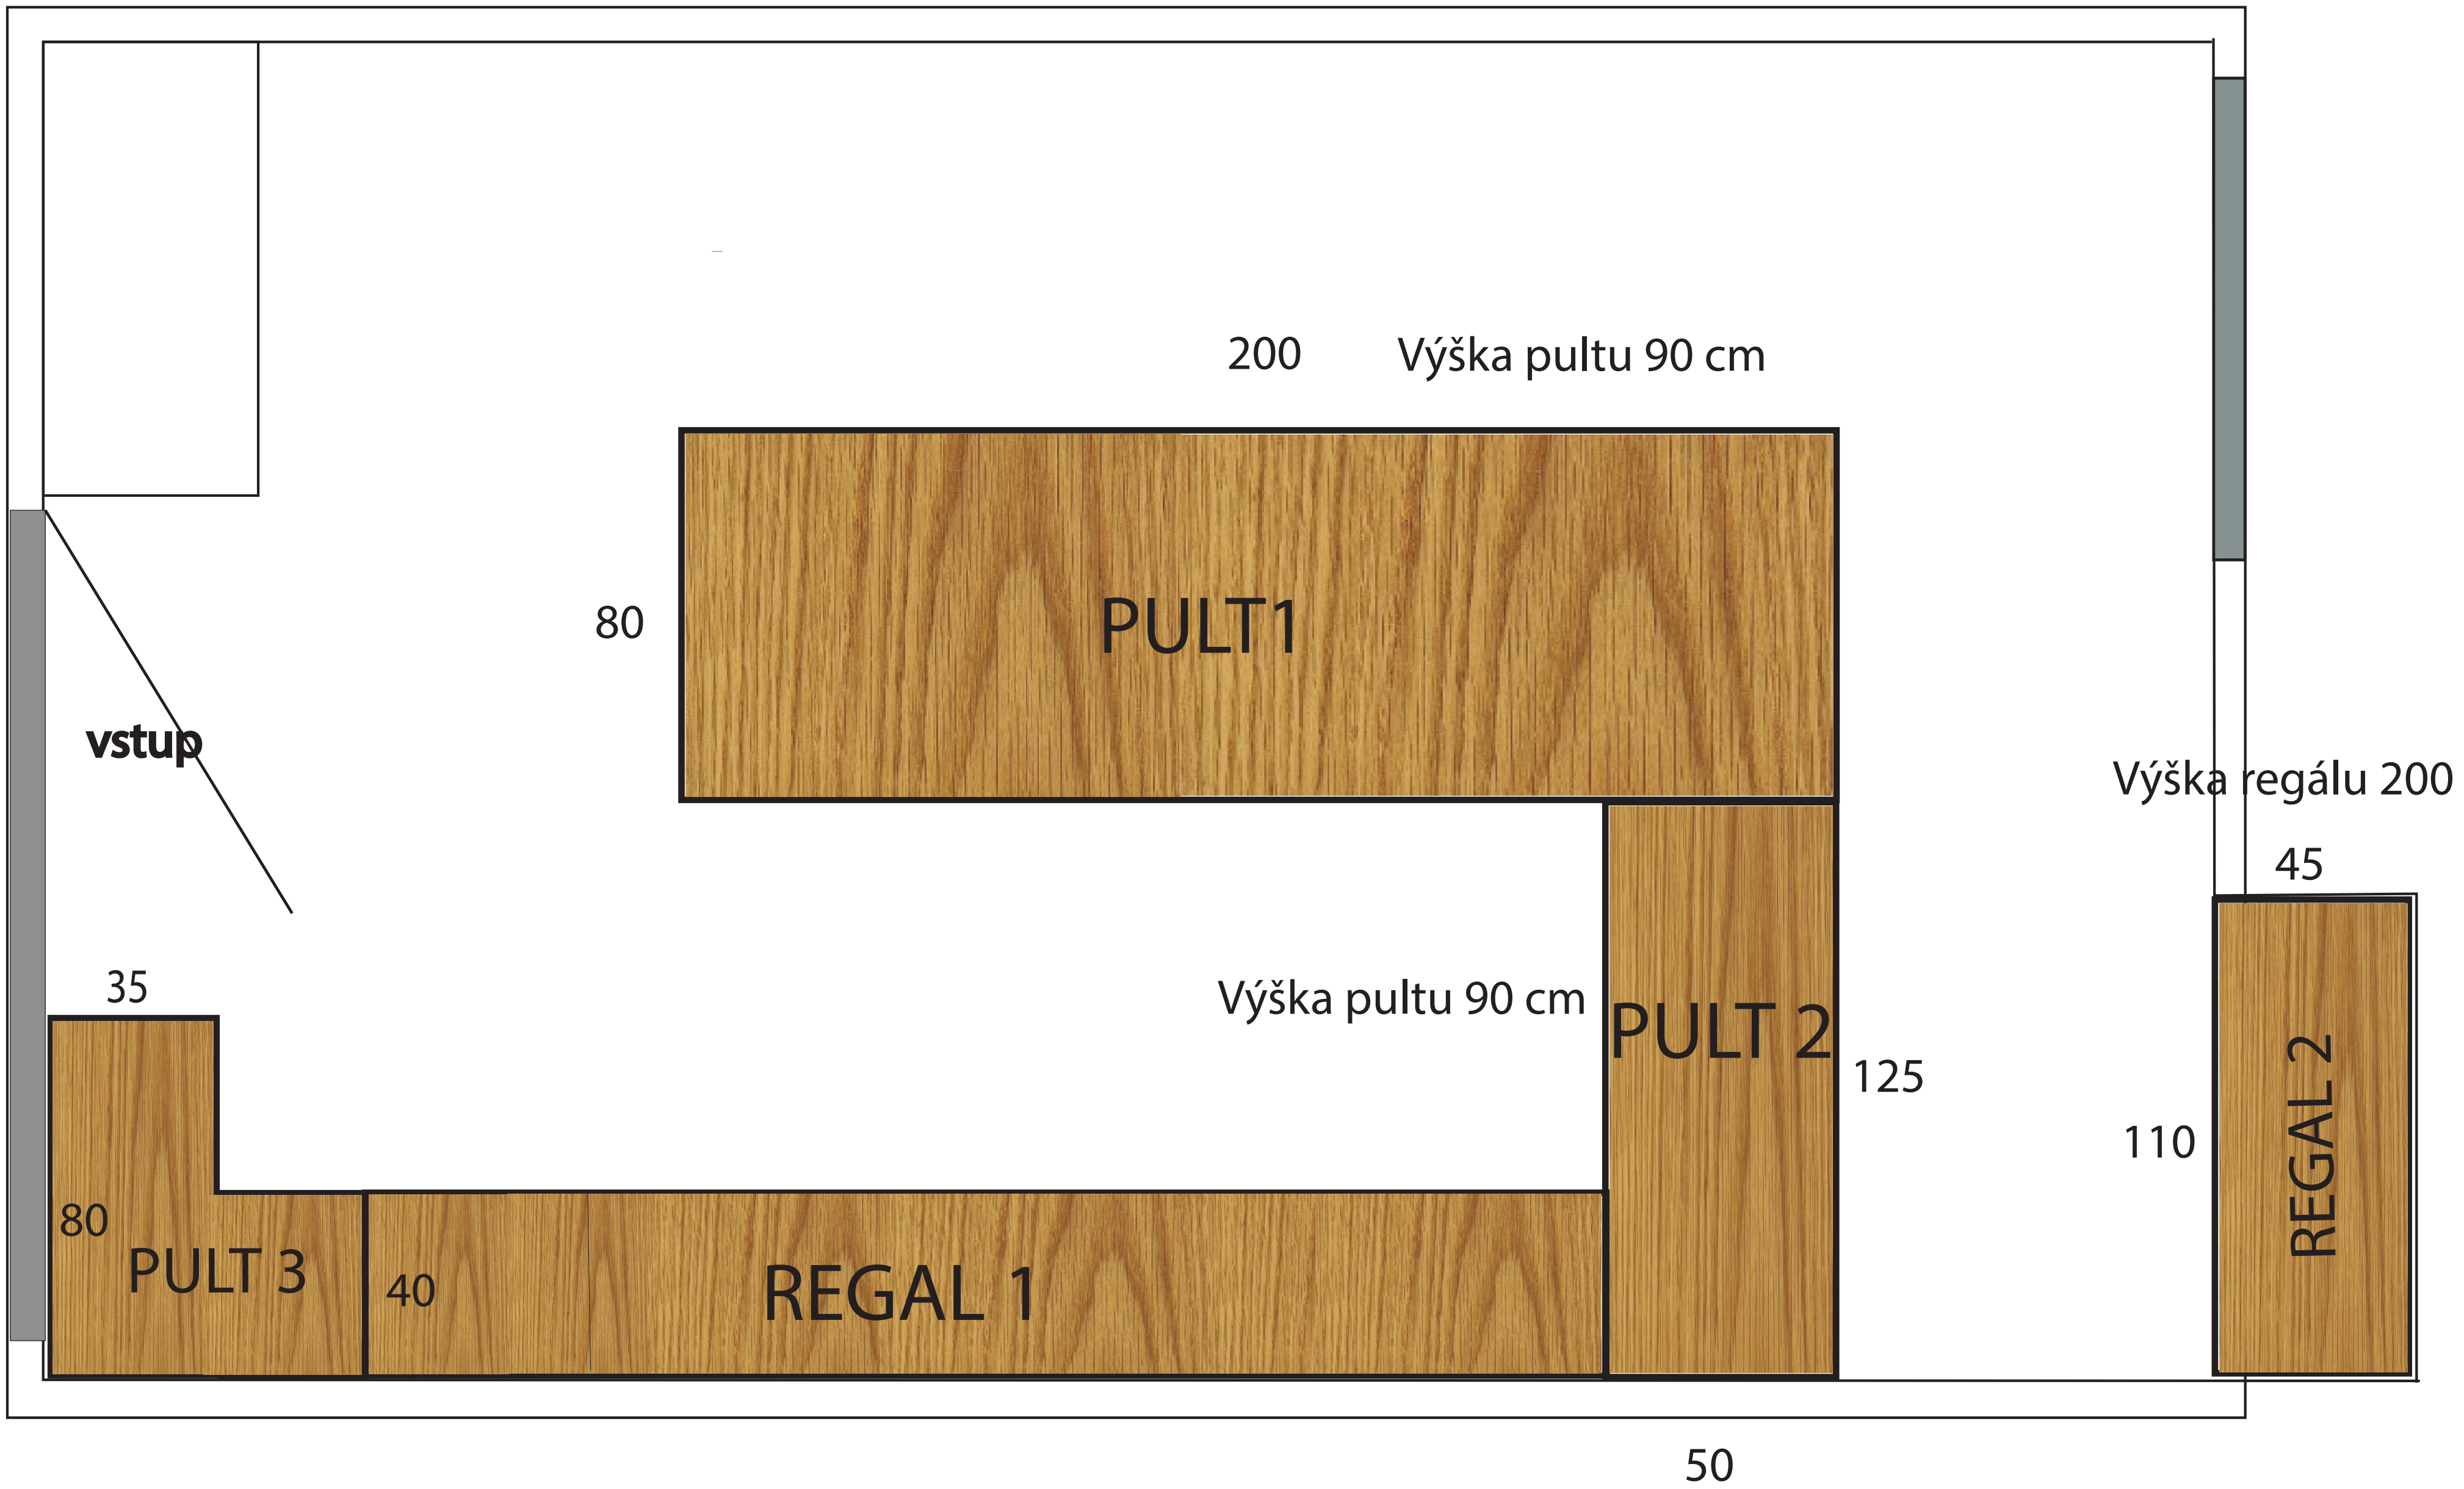 200 Výška pultu 90 cm
80
PULT1
vstup
Výška regálu 200
45
35
Výška pultu 90 cm
PULT 2
125
110
REGAL 2
80
PULT 3
40
REGAL 1
50